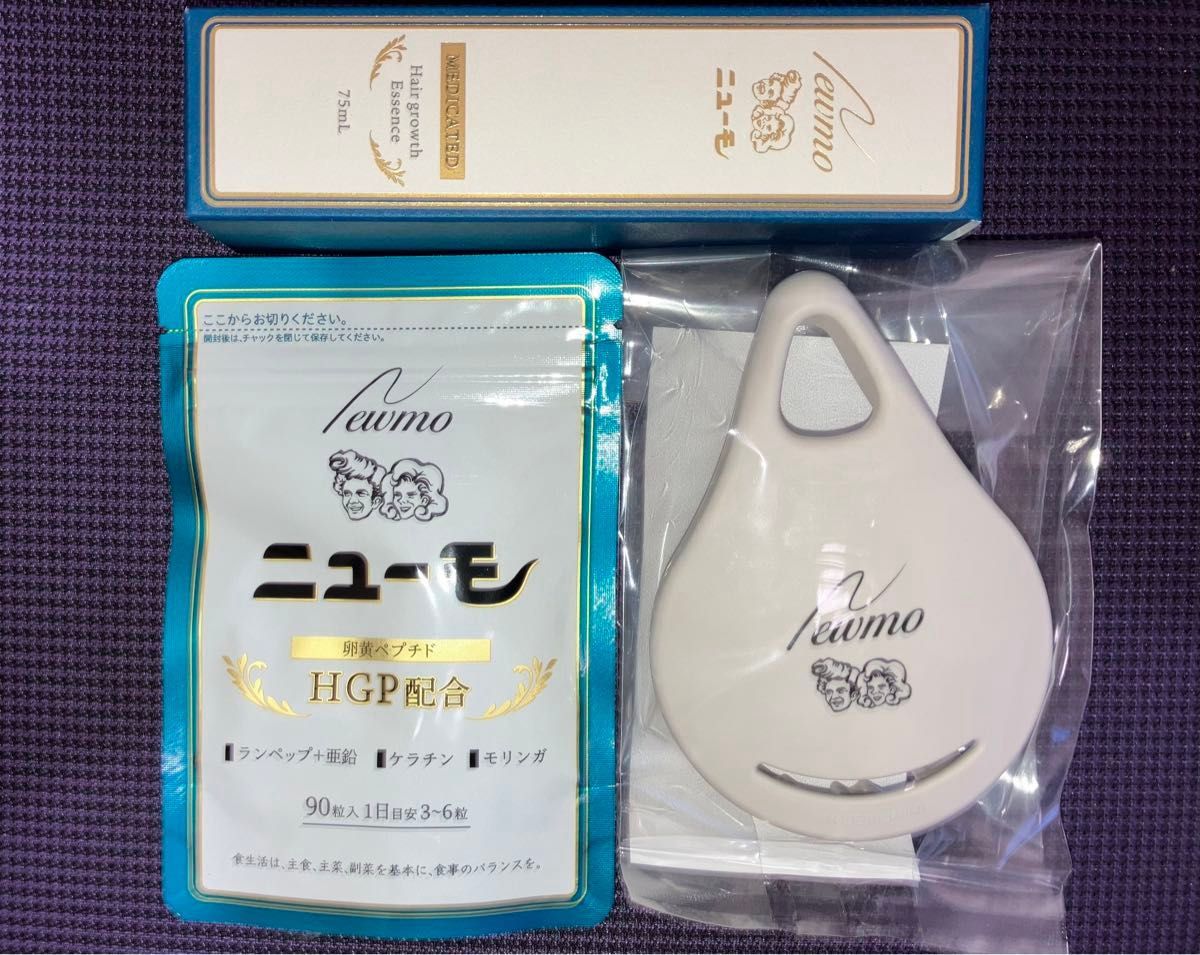 Newmo
ニューモ
MEDICATED
Hair growth
Essence
75mL
ここからお切りください。
開封後は、チャックを閉じて保存してください。
Newmo
ニューモ
卵黄ペプチド
HGP配合
ランペップ+亜鉛 ケラチン モリンガ
90粒入 1日目安 3~6粒
食生活は、主食、主菜、副菜を基本に、食事のバランスを。
Newmo